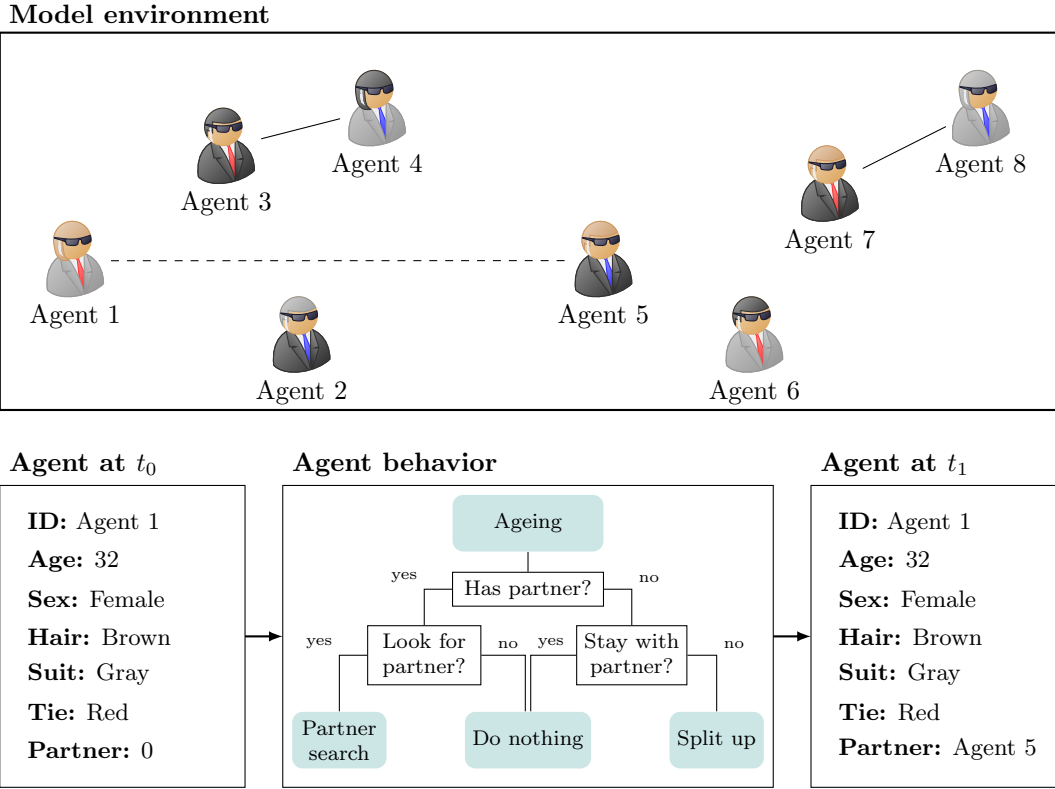 Model environment
Agent 4
Agent 8
Agent 3
Agent 7
Agent 1
Agent 5
Agent 2
Agent 6
Agent at t₀
ID: Agent 1
Age: 32
Sex: Female
Hair: Brown
Suit: Gray
Tie: Red
Partner: 0
Agent behavior
Ageing
yes
Has partner?
no
yes
Look for
partner?
no
yes
Stay with
partner?
no
Partner
search
Do nothing
Split up
Agent at t₁
ID: Agent 1
Age: 32
Sex: Female
Hair: Brown
Suit: Gray
Tie: Red
Partner: Agent 5